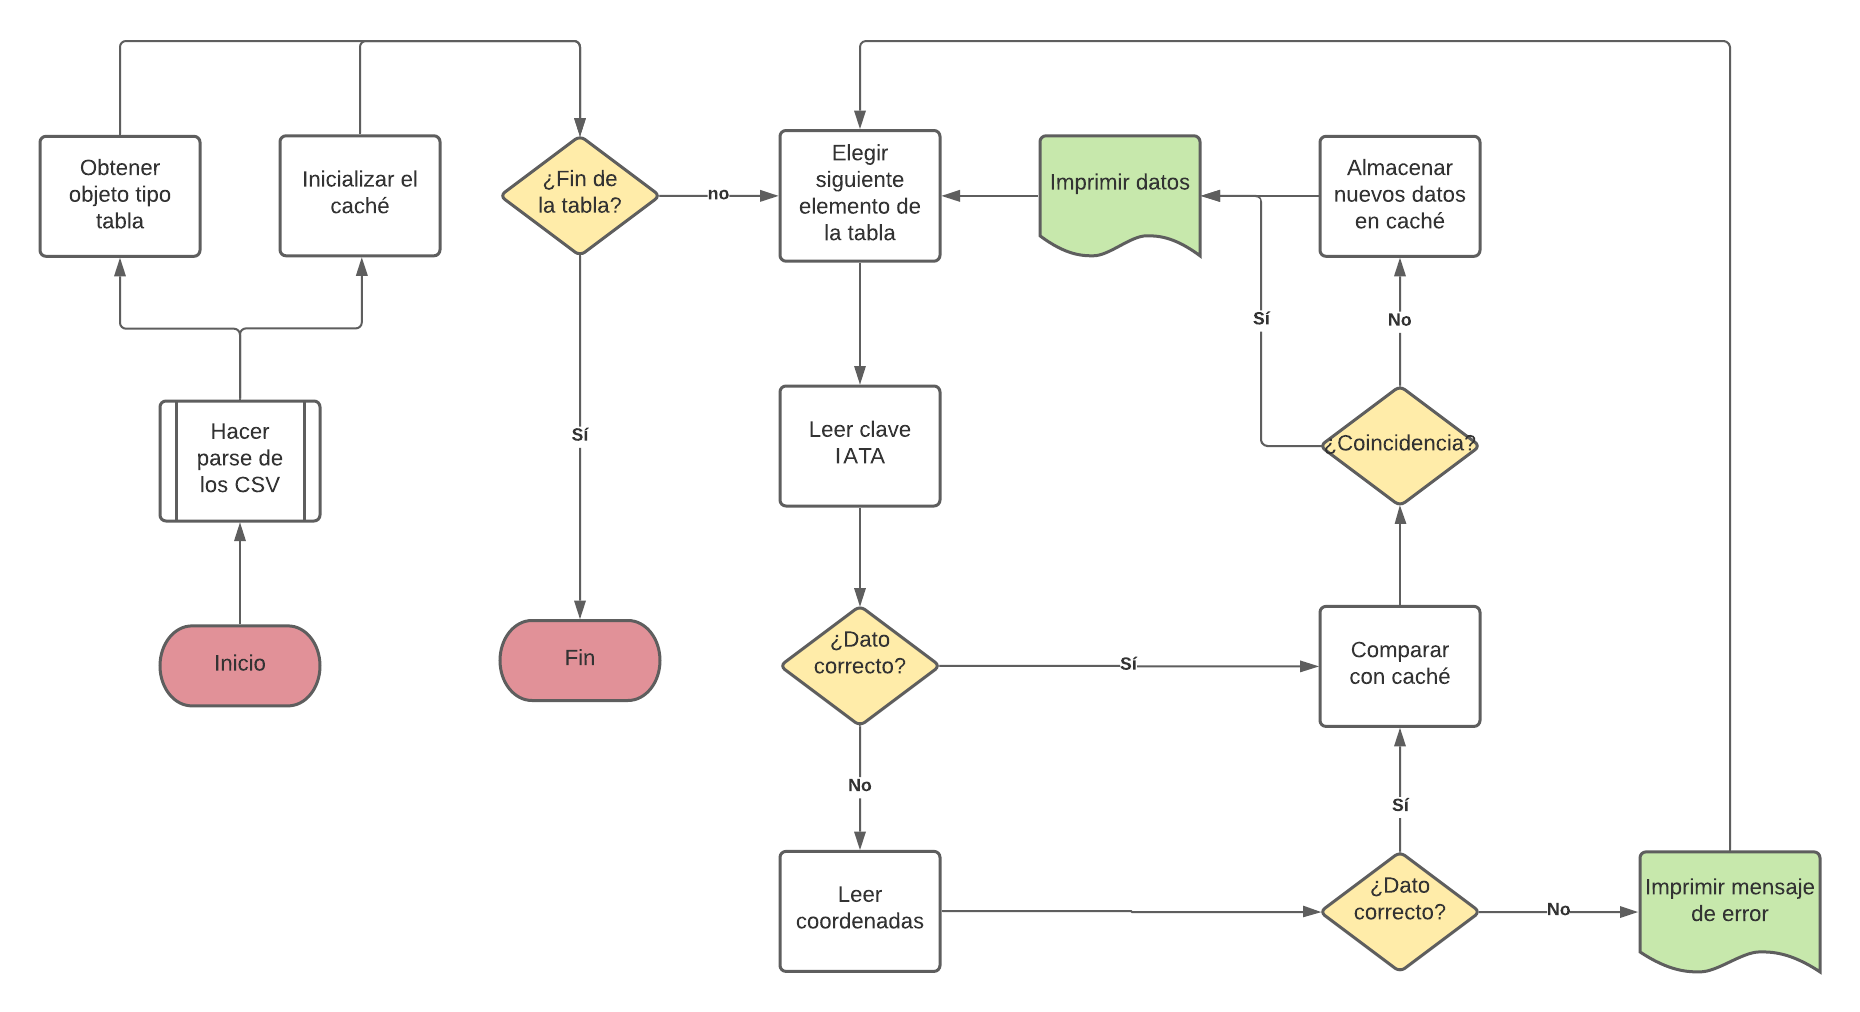 Obtener
objeto tipo
tabla
Inicializar el
caché
¿Fin de
la tabla?
no
Elegir
siguiente
elemento de
la tabla
Imprimir datos
Almacenar
nuevos datos
en caché
Sí
No
Hacer
parse de
los CSV
Sí
Leer clave
IATA
¿Coincidencia?
Inicio
Fin
¿Dato
correcto?
Sí
Comparar
con caché
No
Sí
Leer
coordenadas
¿Dato
correcto?
No
Imprimir mensaje
de error